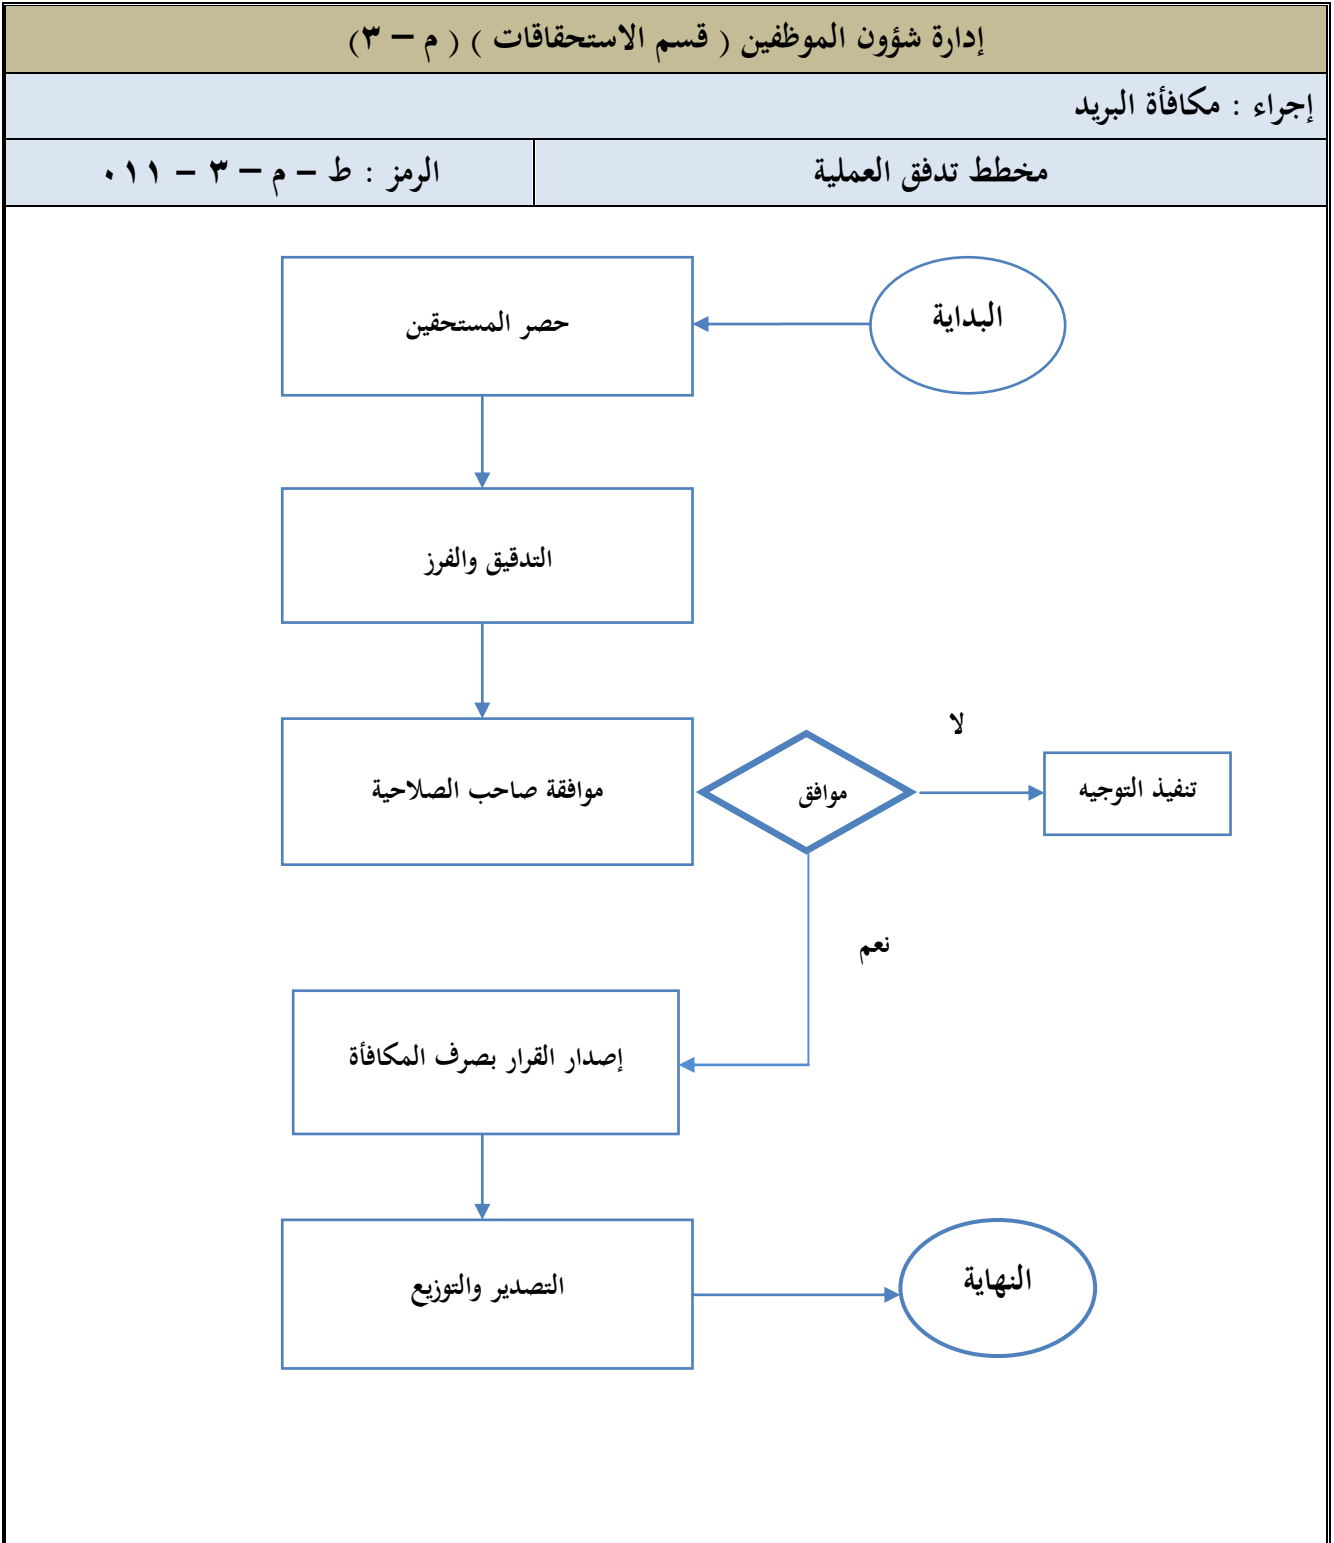 إدارة شؤون الموظفين ( قسم الاستحقاقات ) ( م – ٣)
إجراء : مكافأة البريد
مخطط تدفق العملية
الرمز : ط – م – ٣ – ٠١١
البداية
حصر المستحقين
التدقيق والفرز
موافقة صاحب الصلاحية
موافق
لا
تنفيذ التوجيه
نعم
إصدار القرار بصرف المكافأة
التصدير والتوزيع
النهاية